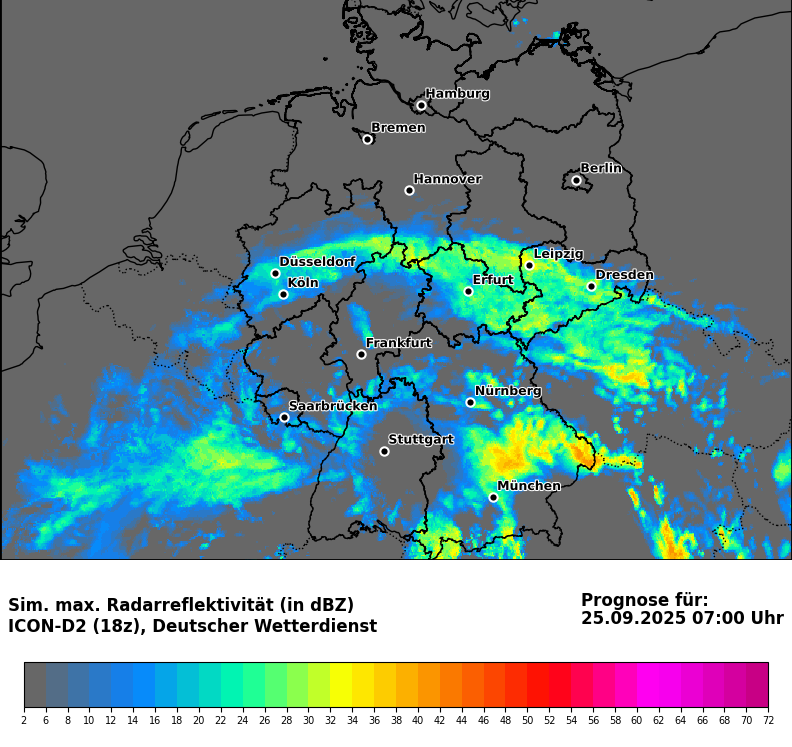 Hamburg
Bremen
Berlin
Hannover
Leipzig
Düsseldorf
Dresden
Köln
Erfurt
Frankfurt
Nürnberg
Saarbrücken
Stuttgart
München
Sim. max. Radarreflektivität (in dBZ)
ICON-D2 (18z), Deutscher Wetterdienst
Prognose für:
25.09.2025 07:00 Uhr
2 6 8 10 12 14 16 18 20 22 24 26 28 30 32 34 36 38 40 42 44 46 48 50 52 54 56 58 60 62 64 66 68 70 72